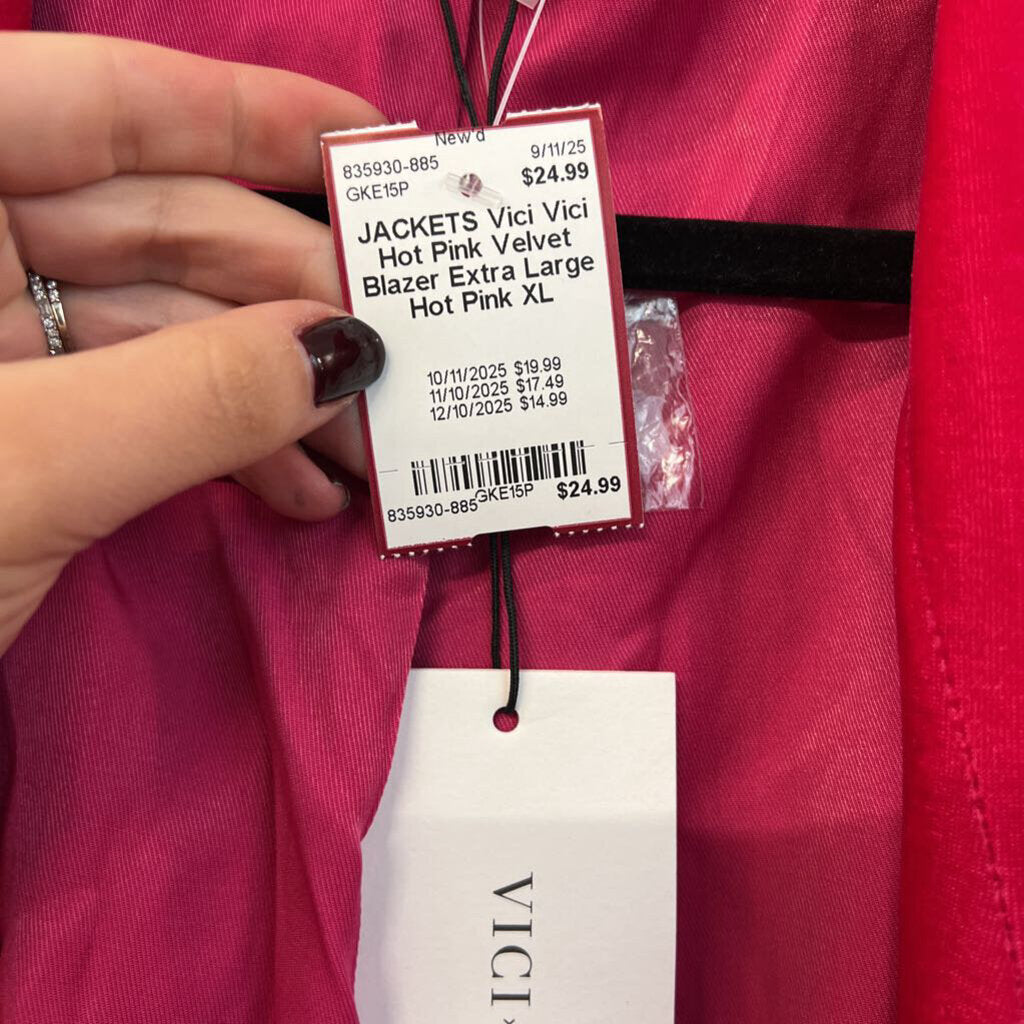 New'd
835930-885 9/11/25
GKE15P $24.99
JACKETS Vici Vici
Hot Pink Velvet
Blazer Extra Large
Hot Pink XL
10/11/2025 $19.99
11/10/2025 $17.49
12/10/2025 $14.99
835930-885 GKE15P $24.99
VICI